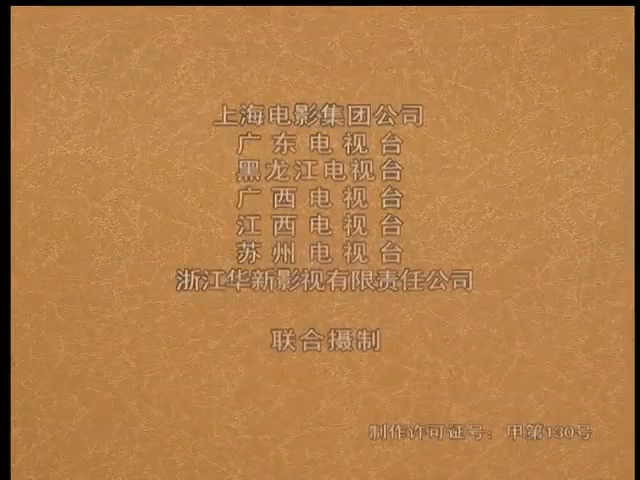 上海电影集团公司
广东电视台
黑龙江电视台
广西电视台
江西电视台
苏州电视台
浙江华新影视有限责任公司
联合摄制
制作许可证号：甲第130号